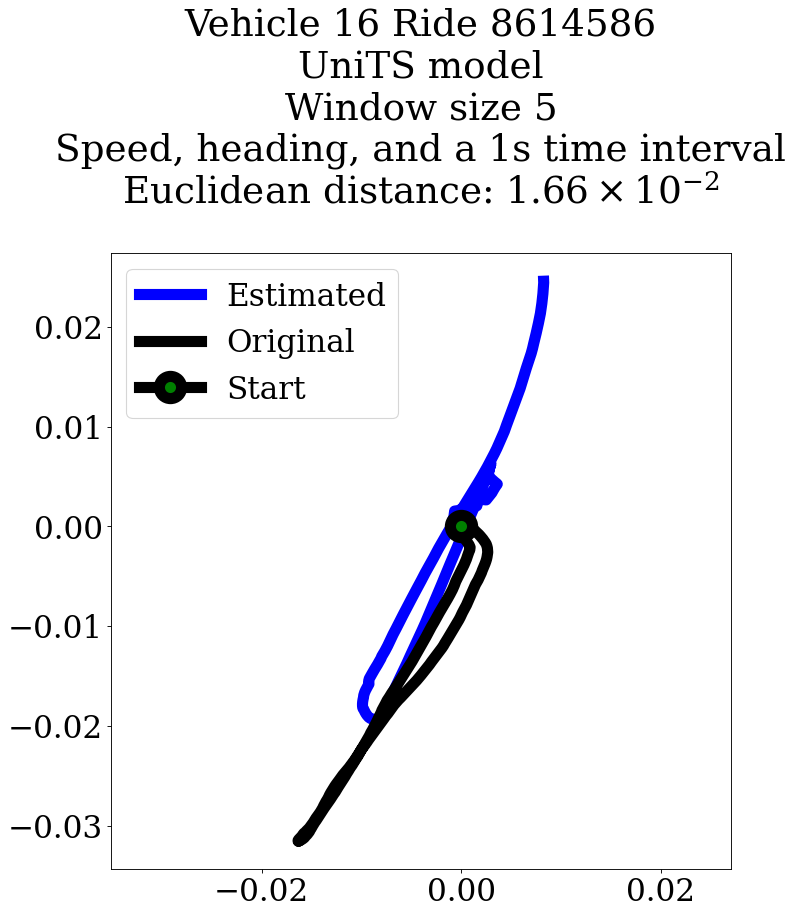 Vehicle 16 Ride 8614586
UniTS model
Window size 5
Speed, heading, and a 1s time interval
Euclidean distance: 1.66 × 10⁻²
Estimated
Original
Start
0.02
0.01
0.00
−0.01
−0.02
−0.03
−0.02 0.00 0.02